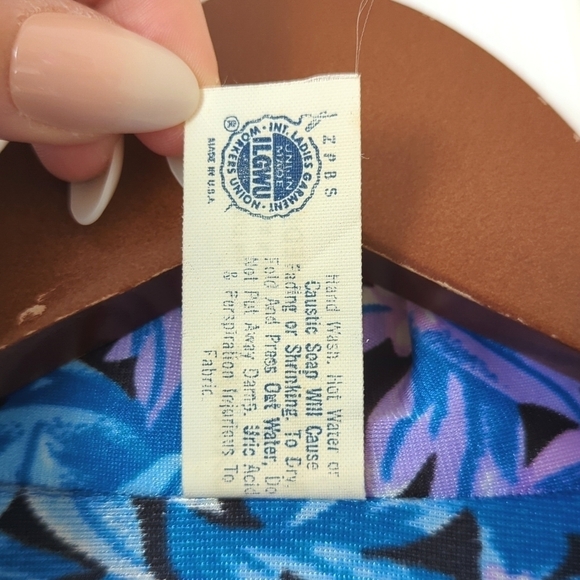 Z P B S
INT. LADIES GARMENT WORKERS UNION
UNION
MADE
ILGWU
®
MADE IN U.S.A.
Hand Wash, Hot Water or
Caustic Soap Will Cause
Fading or Shrinking. To Dry,
Fold And Press Out Water, Do
Not Put Away Damp. Uric Acid
& Perspiration Injurious To
Fabric